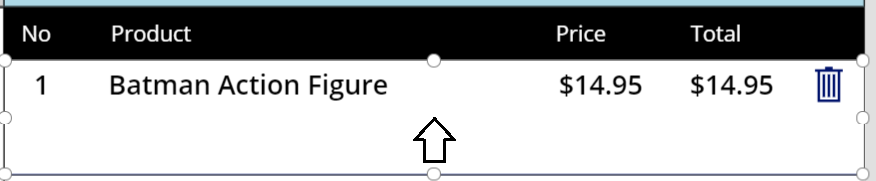 No Product Price Total
1 Batman Action Figure $14.95 $14.95